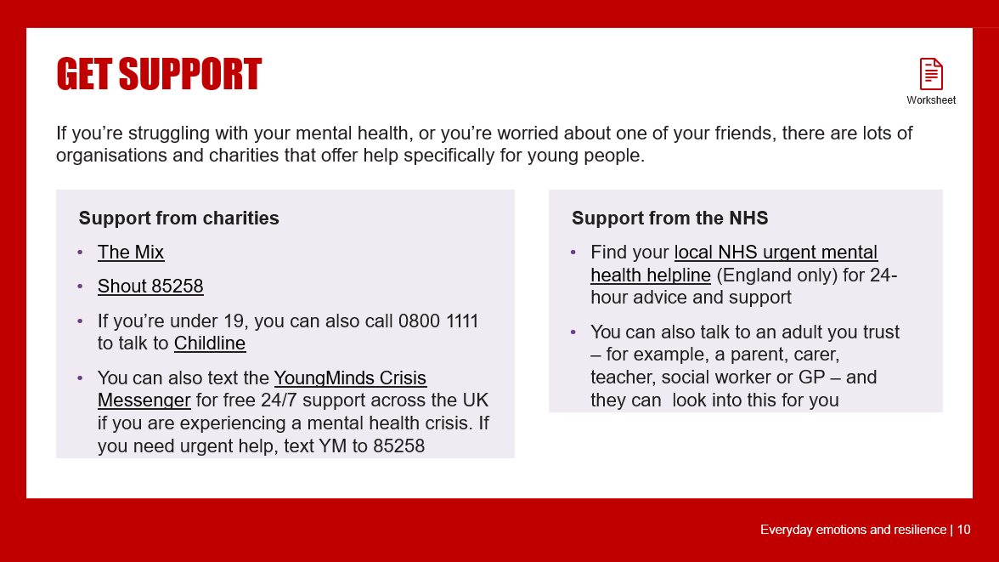 GET SUPPORT
Worksheet
If you’re struggling with your mental health, or you’re worried about one of your friends, there are lots of
organisations and charities that offer help specifically for young people.
Support from charities
• The Mix
• Shout 85258
• If you’re under 19, you can also call 0800 1111
to talk to Childline
• You can also text the YoungMinds Crisis
Messenger for free 24/7 support across the UK
if you are experiencing a mental health crisis. If
you need urgent help, text YM to 85258
Support from the NHS
• Find your local NHS urgent mental
health helpline (England only) for 24-
hour advice and support
• You can also talk to an adult you trust
– for example, a parent, carer,
teacher, social worker or GP – and
they can  look into this for you
Everyday emotions and resilience | 10